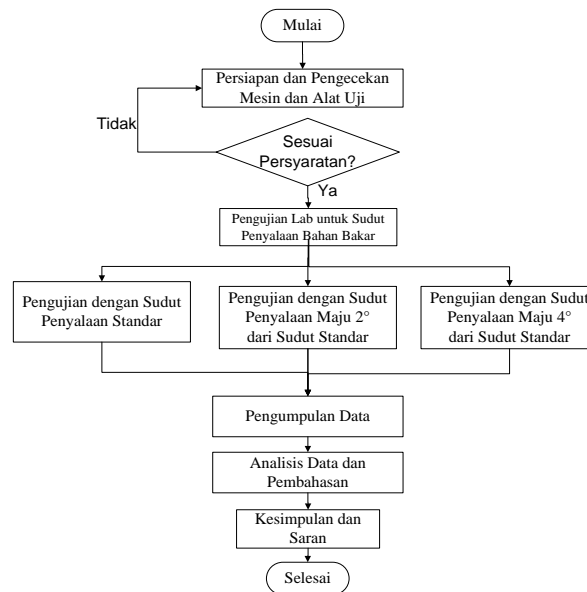 Mulai
Persiapan dan Pengecekan
Mesin dan Alat Uji
Tidak
Sesuai
Persyaratan?
Ya
Pengujian Lab untuk Sudut
Penyalaan Bahan Bakar
Pengujian dengan Sudut
Penyalaan Standar
Pengujian dengan Sudut
Penyalaan Maju 2°
dari Sudut Standar
Pengujian dengan Sudut
Penyalaan Maju 4°
dari Sudut Standar
Pengumpulan Data
Analisis Data dan
Pembahasan
Kesimpulan dan
Saran
Selesai